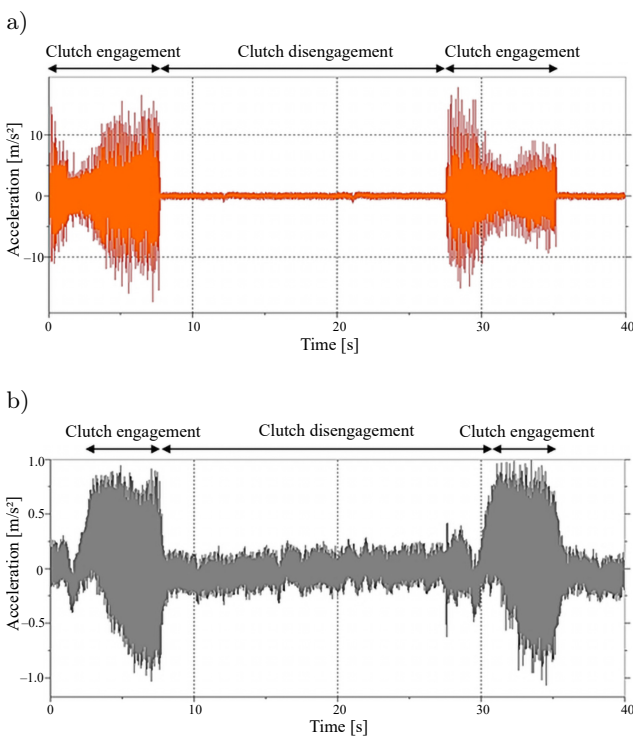 a)
Clutch engagement Clutch disengagement Clutch engagement
10
0
−10
Acceleration [m/s²]
0 10 20 30 40
Time [s]
b)
Clutch engagement Clutch disengagement Clutch engagement
1.0
0.5
0
−0.5
−1.0
Acceleration [m/s²]
0 10 20 30 40
Time [s]